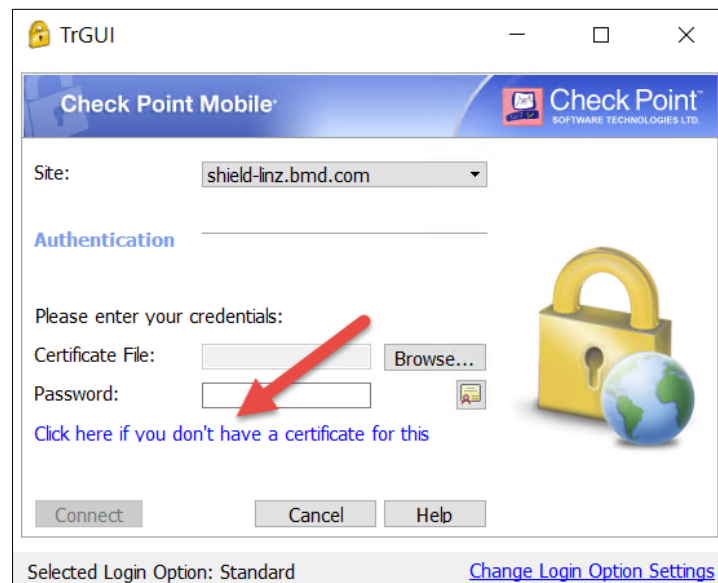 TrGUI
Check Point Mobile
Check Point™
SOFTWARE TECHNOLOGIES LTD.
Site:
shield-linz.bmd.com
Authentication
Please enter your credentials:
Certificate File:
Browse...
Password:
Click here if you don't have a certificate for this
Connect
Cancel
Help
Selected Login Option: Standard
Change Login Option Settings